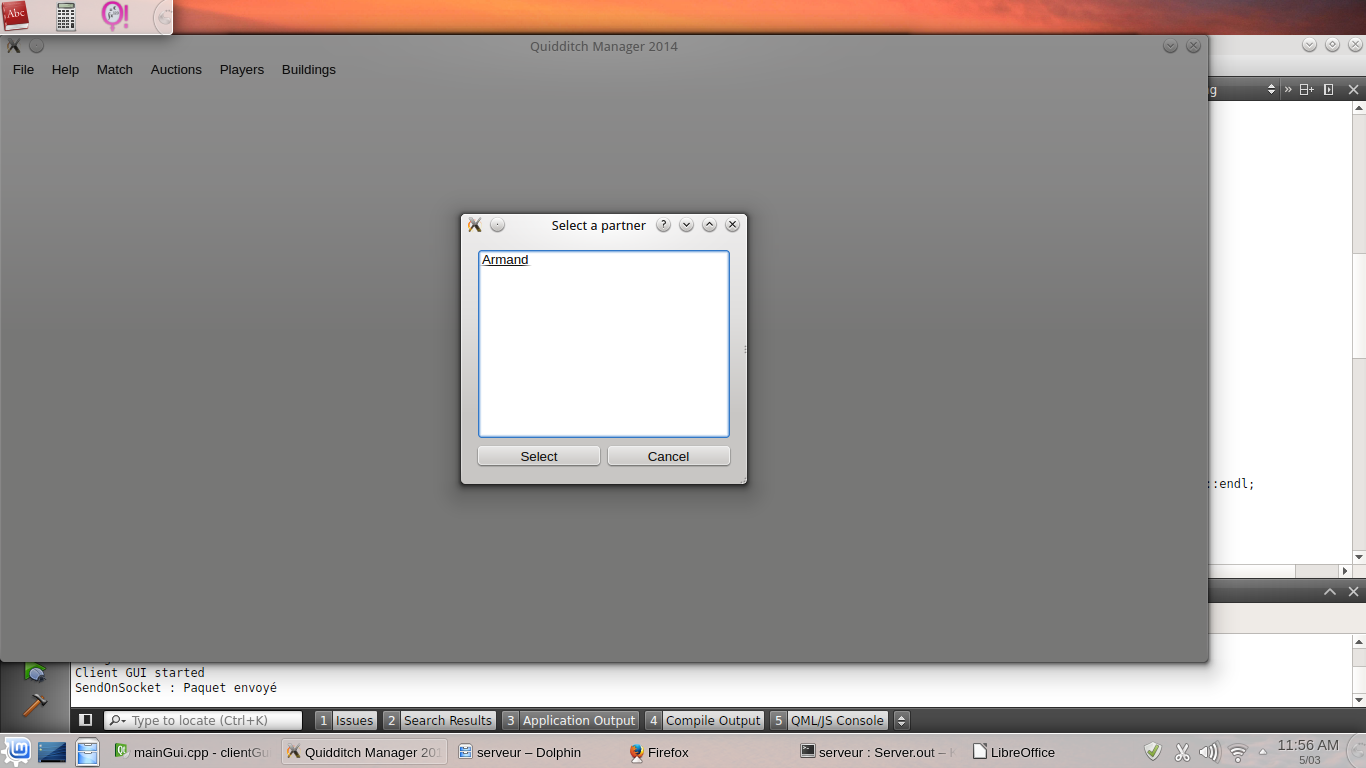 Abc
Q!
Quidditch Manager 2014
File Help Match Auctions Players Buildings
Select a partner
Armand
Select Cancel
::endl;
Client GUI started
SendOnSocket : Paquet envoyé
Type to locate (Ctrl+K) 1 Issues 2 Search Results 3 Application Output 4 Compile Output 5 QML/JS Console
mainGui.cpp - clientGu Quidditch Manager 201 serveur – Dolphin Firefox serveur : Server.out – LibreOffice 11:56 AM
5/03